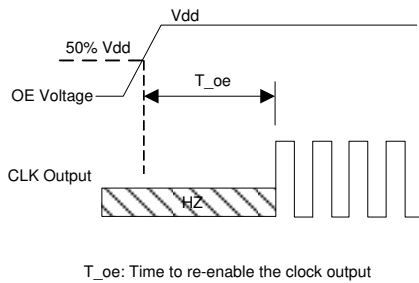 Vdd
50% Vdd
T_oe
OE Voltage
CLK Output
HZ
T_oe: Time to re-enable the clock output